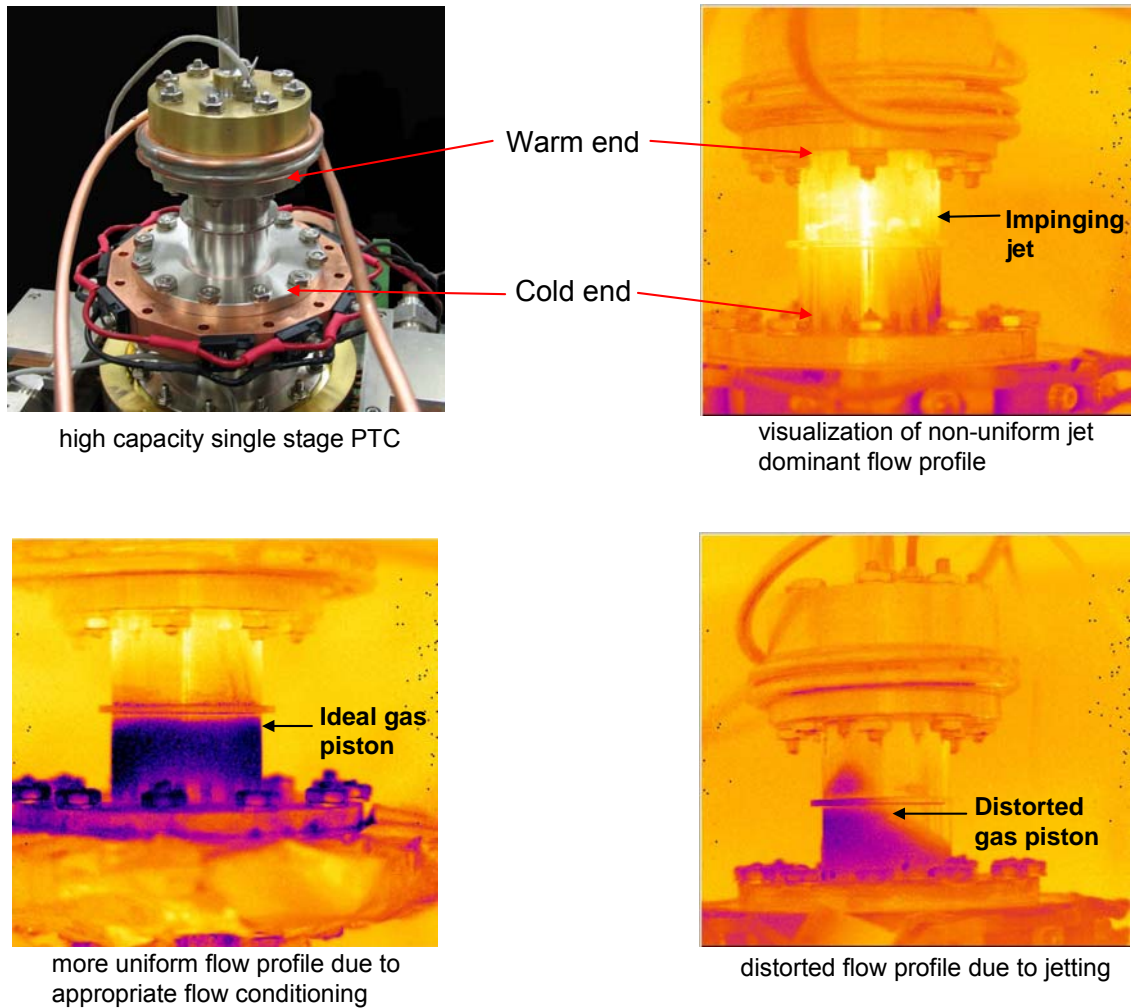 Warm end
Impinging
jet
Cold end
high capacity single stage PTC
visualization of non-uniform jet
dominant flow profile
Ideal gas
piston
Distorted
gas piston
more uniform flow profile due to
appropriate flow conditioning
distorted flow profile due to jetting